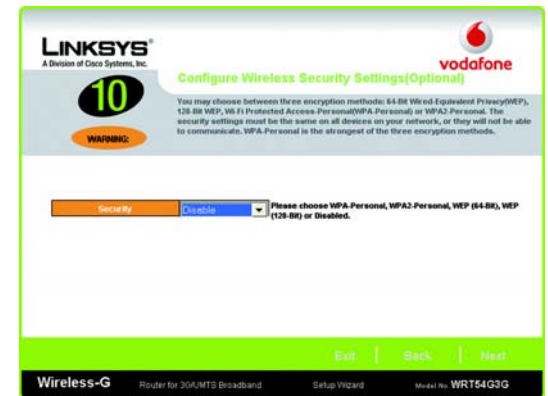 LINKSYS®
A Division of Cisco Systems, Inc.
vodafone
10
WARNING:
Configure Wireless Security Settings(Optional)
You may choose between three encryption methods: 64-Bit Wired-Equivalent Privacy(WEP),
128-Bit WEP, Wi-Fi Protected Access-Personal(WPA-Personal) or WPA2-Personal. The
security settings must be the same on all devices on your network, or they will not be able
to communicate. WPA-Personal is the strongest of the three encryption methods.
Security
Disable
Please choose WPA-Personal, WPA2-Personal, WEP (64-Bit), WEP
(128-Bit) or Disabled.
Exit
Back
Next
Wireless-G
Router for 3G/UMTS Broadband
Setup Wizard
Model No. WRT54G3G